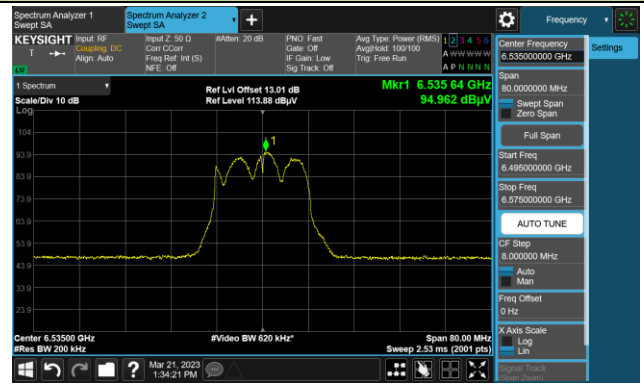 Spectrum Analyzer 1
Swept SA
Spectrum Analyzer 2
Swept SA
Frequency
KEYSIGHT
Input: RF
Coupling: DC
Align: Auto
Input Z: 50 Ω
Corr CCorr
Freq Ref: Int (S)
NFE: Off
#Atten: 20 dB
PNO: Fast
Gate: Off
IF Gain: Low
Sig Track: Off
Avg Type: Power (RMS)
Avg|Hold: 100/100
Trig: Free Run
1 2 3 4 5 6
A W W W W W
A P N N N N
LW
1 Spectrum
Scale/Div 10 dB
Log
Ref Lvl Offset 13.01 dB
Ref Level 113.88 dBµV
Mkr1 6.535 64 GHz
94.962 dBµV
104
93.9
83.9
73.9
63.9
53.9
43.9
33.9
23.9
1
Center 6.53500 GHz
#Res BW 200 kHz
#Video BW 620 kHz*
Span 80.00 MHz
Sweep 2.53 ms (2001 pts)
Center Frequency
6.535000000 GHz
Settings
Span
80.0000000 MHz
Swept Span
Zero Span
Full Span
Start Freq
6.495000000 GHz
Stop Freq
6.575000000 GHz
AUTO TUNE
CF Step
8.000000 MHz
Auto
Man
Freq Offset
0 Hz
X Axis Scale
Log
Lin
Signal Track
(Span Zoom)
Mar 21, 2023
1:34:21 PM